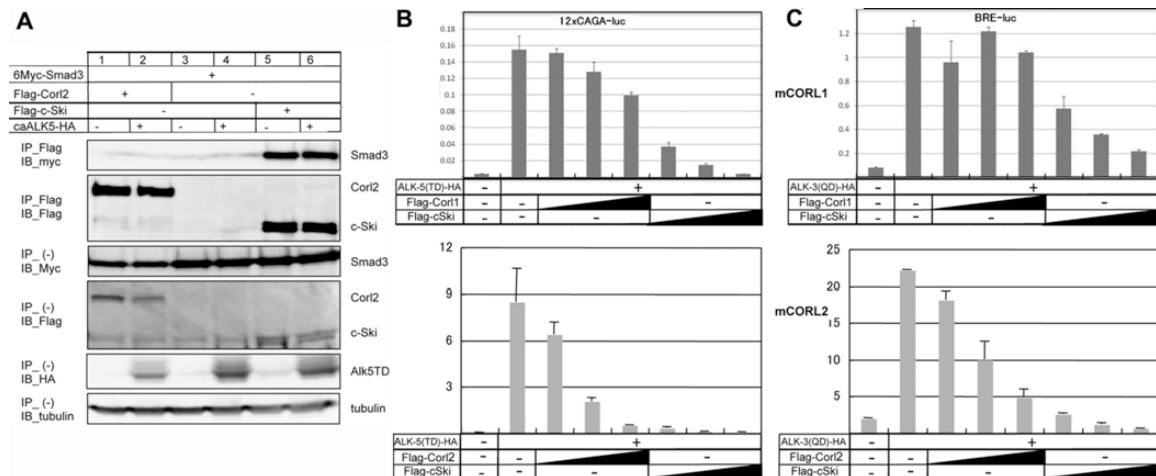 A
1 2 3 4 5 6
6Myc-Smad3 +
Flag-Corl2 + -
Flag-c-Ski - +
caALK5-HA - + - + - +
IP_Flag
IB_myc
Smad3
IP_Flag
IB_Flag
Corl2
c-Ski
IP_ (-)
IB_Myc
Smad3
IP_ (-)
IB_Flag
Corl2
c-Ski
IP_ (-)
IB_HA
Alk5TD
IP_ (-)
IB_tubulin
tubulin
B
12xCAGA-luc
0.18
0.16
0.14
0.12
0.1
0.08
0.06
0.04
0.02
ALK-5(TD)-HA - - +
Flag-Corl1 - - -
Flag-cSki - - -
12
9
6
3
ALK-5(TD)-HA - - +
Flag-Corl2 - - -
Flag-cSki - - -
C
BRE-luc
mCORL1
1.2
1
0.8
0.6
0.4
0.2
ALK-3(QD)-HA - - +
Flag-Corl1 - - -
Flag-cSki - - -
mCORL2
25
20
15
10
5
ALK-3(QD)-HA - - +
Flag-Corl2 - - -
Flag-cSki - - -